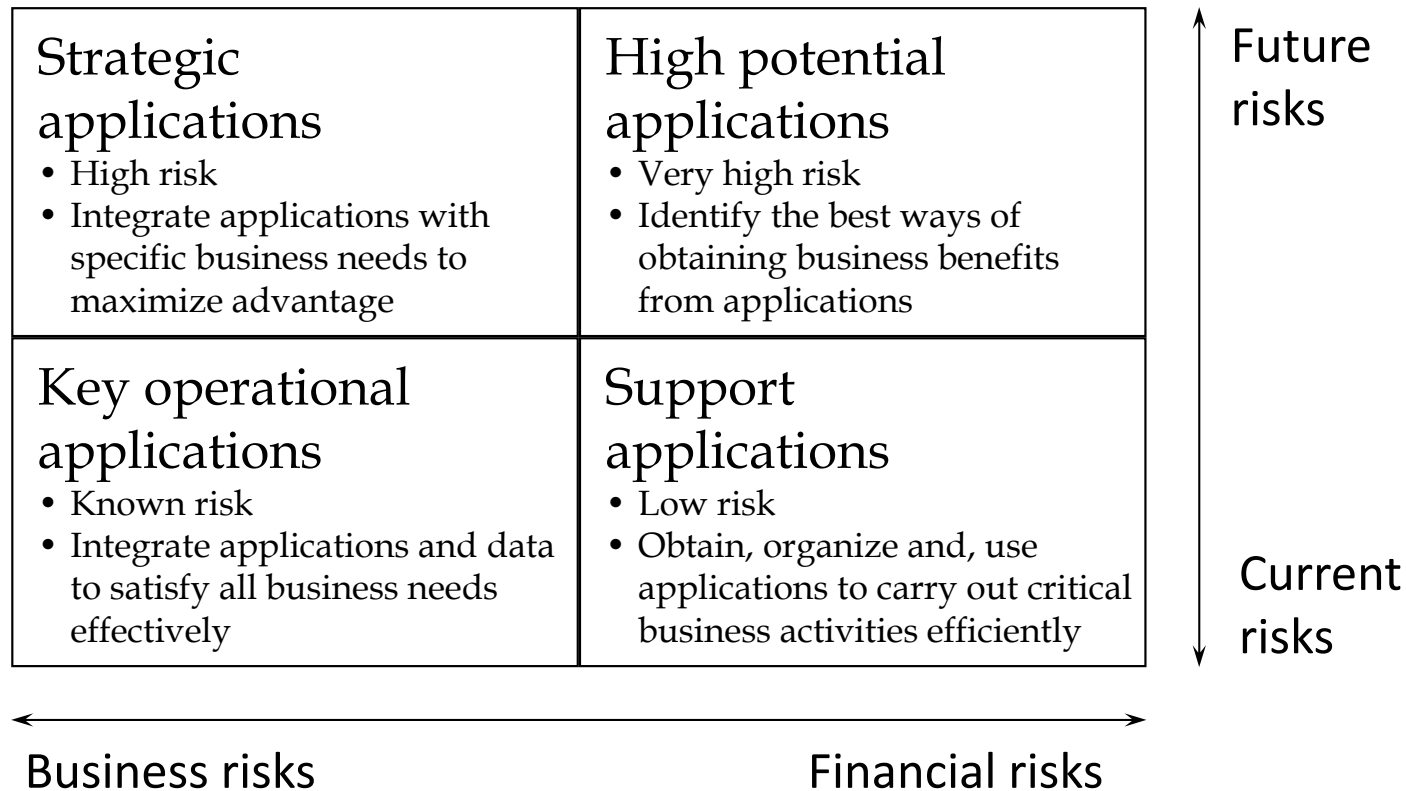 Strategic
applications
• High risk
• Integrate applications with
specific business needs to
maximize advantage
High potential
applications
• Very high risk
• Identify the best ways of
obtaining business benefits
from applications
Future
risks
Key operational
applications
• Known risk
• Integrate applications and data
to satisfy all business needs
effectively
Support
applications
• Low risk
• Obtain, organize and, use
applications to carry out critical
business activities efficiently
Current
risks
Business risks
Financial risks